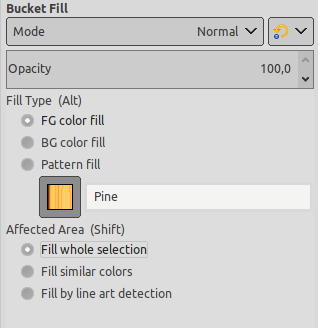 Bucket Fill
Mode Normal
Opacity 100,0
Fill Type (Alt)
FG color fill
BG color fill
Pattern fill
Pine
Affected Area (Shift)
Fill whole selection
Fill similar colors
Fill by line art detection